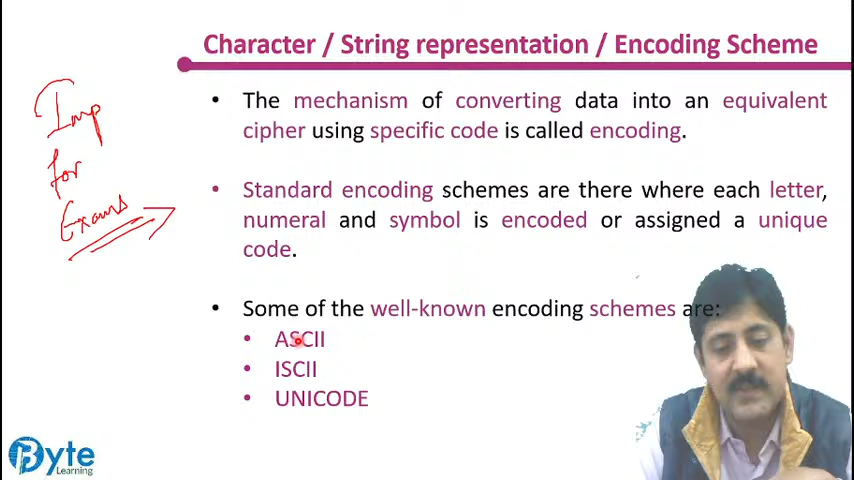 Character / String representation / Encoding Scheme
Imp
for
Exams
• The mechanism of converting data into an equivalent
cipher using specific code is called encoding.
• Standard encoding schemes are there where each letter,
numeral and symbol is encoded or assigned a unique
code.
• Some of the well-known encoding schemes are:
• ASCII
• ISCII
• UNICODE
Byte
Learning